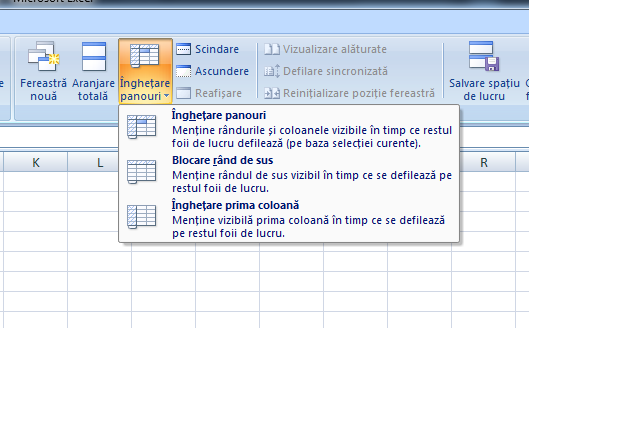 Microsoft Excel
Fereastră nouă
Aranjare totală
Înghețare panouri
Scindare
Ascundere
Reafișare
Vizualizare alăturate
Defilare sincronizată
Reinițializare poziție fereastră
Salvare spațiu de lucru
Înghețare panouri
Menține rândurile și coloanele vizibile în timp ce restul
foii de lucru defilează (pe baza selecției curente).
Blocare rând de sus
Menține rândul de sus vizibil în timp ce se defilează pe
restul foii de lucru.
Înghețare prima coloană
Menține vizibilă prima coloană în timp ce se defilează
pe restul foii de lucru.
K L R